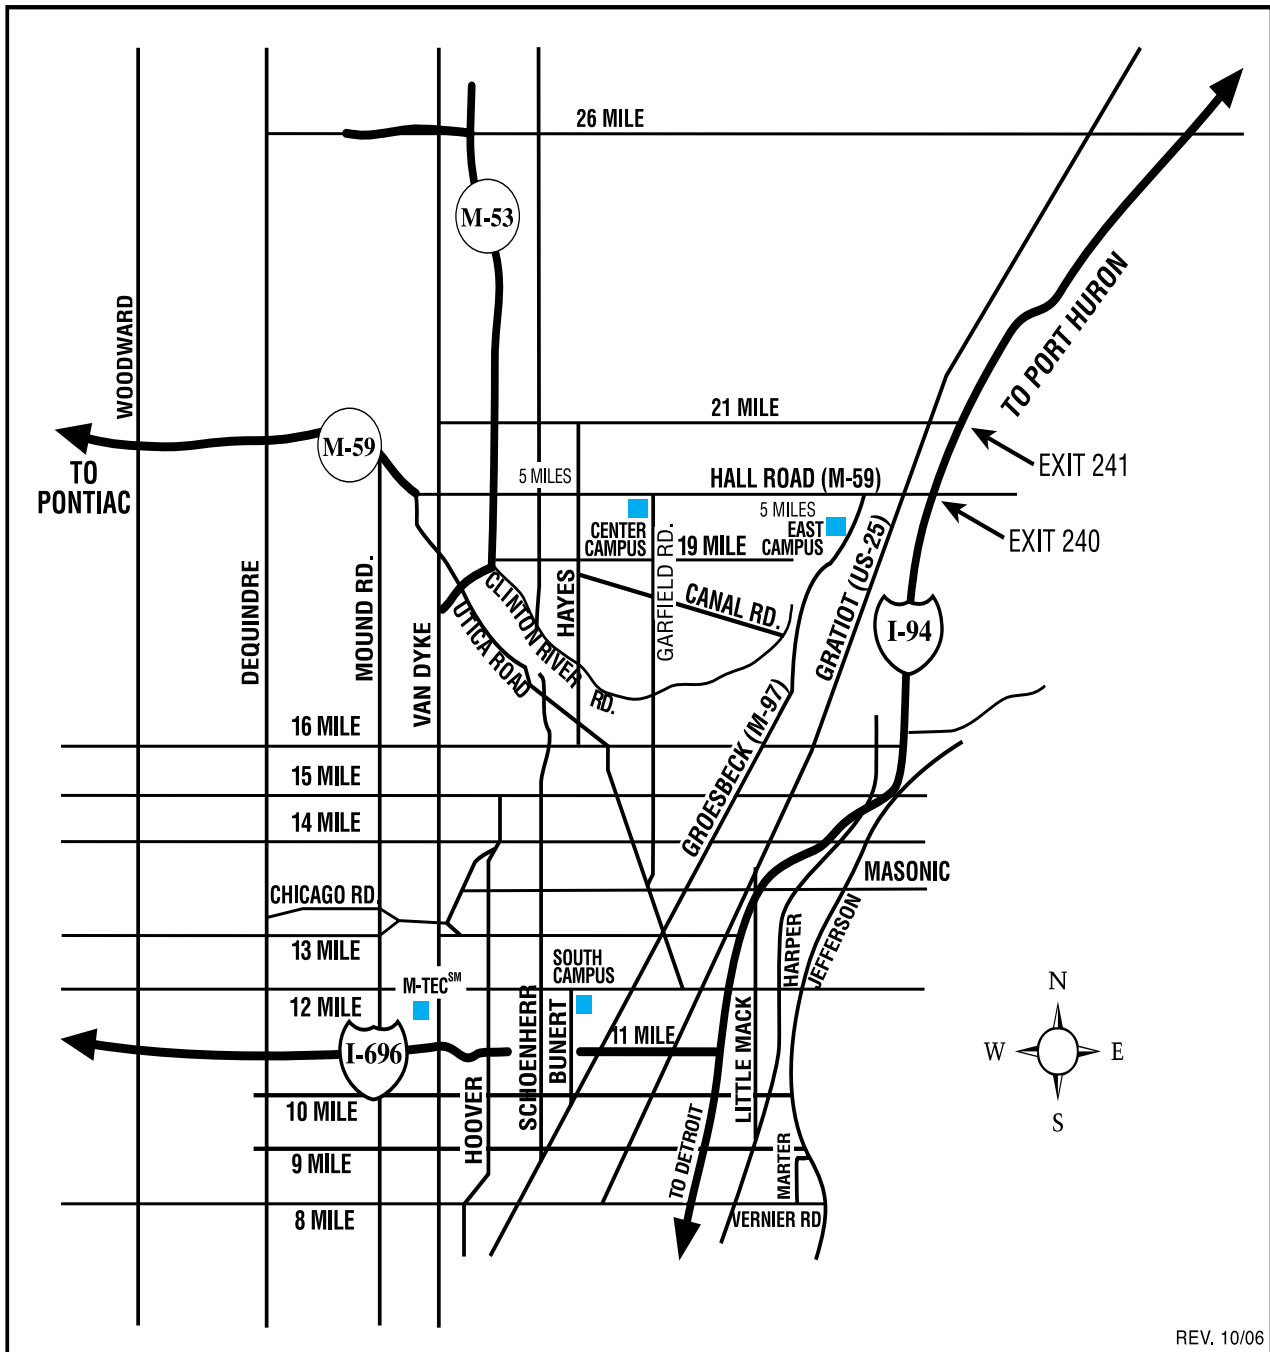 26 MILE
M-53
WOODWARD
TO PORT HURON
21 MILE
M-59
TO
PONTIAC
5 MILES
HALL ROAD (M-59)
EXIT 241
5 MILES
CENTER
CAMPUS
EAST
CAMPUS
19 MILE
EXIT 240
DEQUINDRE
MOUND RD.
VAN DYKE
UTICA ROAD
CLINTON RIVER RD.
HAYES
GARFIELD RD.
CANAL RD.
GRATIOT (US-25)
I-94
GROESBECK (M-97)
16 MILE
15 MILE
14 MILE
MASONIC
CHICAGO RD.
13 MILE
HARPER
JEFFERSON
SOUTH
CAMPUS
M-TEC℠
12 MILE
SCHOENHERR
BUNERT
11 MILE
LITTLE MACK
I-696
HOOVER
10 MILE
TO DETROIT
MARTER
9 MILE
8 MILE
VERNIER RD.
N
W
E
S
REV. 10/06